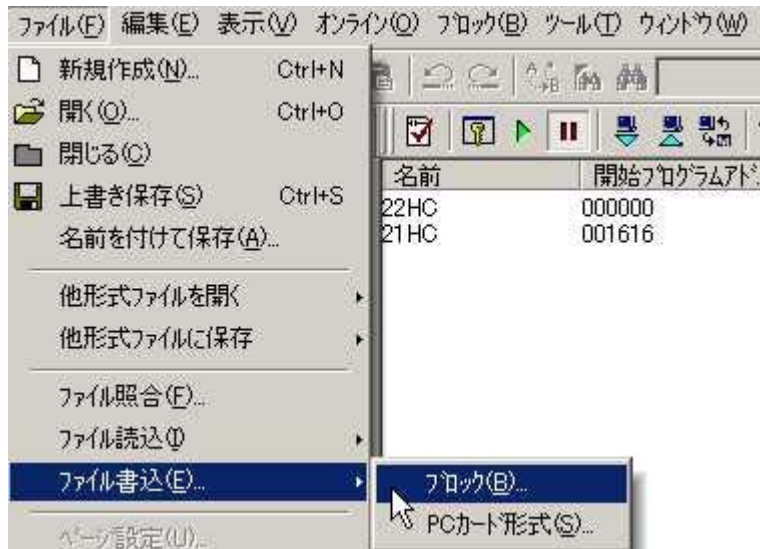 ﾌｧｲﾙ(F) 編集(E) 表示(V) ｵﾝﾗｲﾝ(O) ﾌﾞﾛｯｸ(B) ﾂｰﾙ(T) ｳｨﾝﾄﾞｳ(W)
新規作成(N)... Ctrl+N
開く(O)... Ctrl+O
閉じる(C)
上書き保存(S) Ctrl+S
名前を付けて保存(A)...
他形式ﾌｧｲﾙを開く
他形式ﾌｧｲﾙに保存
ﾌｧｲﾙ照合(F)...
ﾌｧｲﾙ読込(I)
ﾌｧｲﾙ書込(E)...
ﾍﾟｰｼﾞ設定(U)...
ﾌﾞﾛｯｸ(B)...
PCｶｰﾄﾞ形式(S)...
名前 開始ﾌﾟﾛｸﾞﾗﾑｱﾄﾞ
22HC 000000
21HC 001616